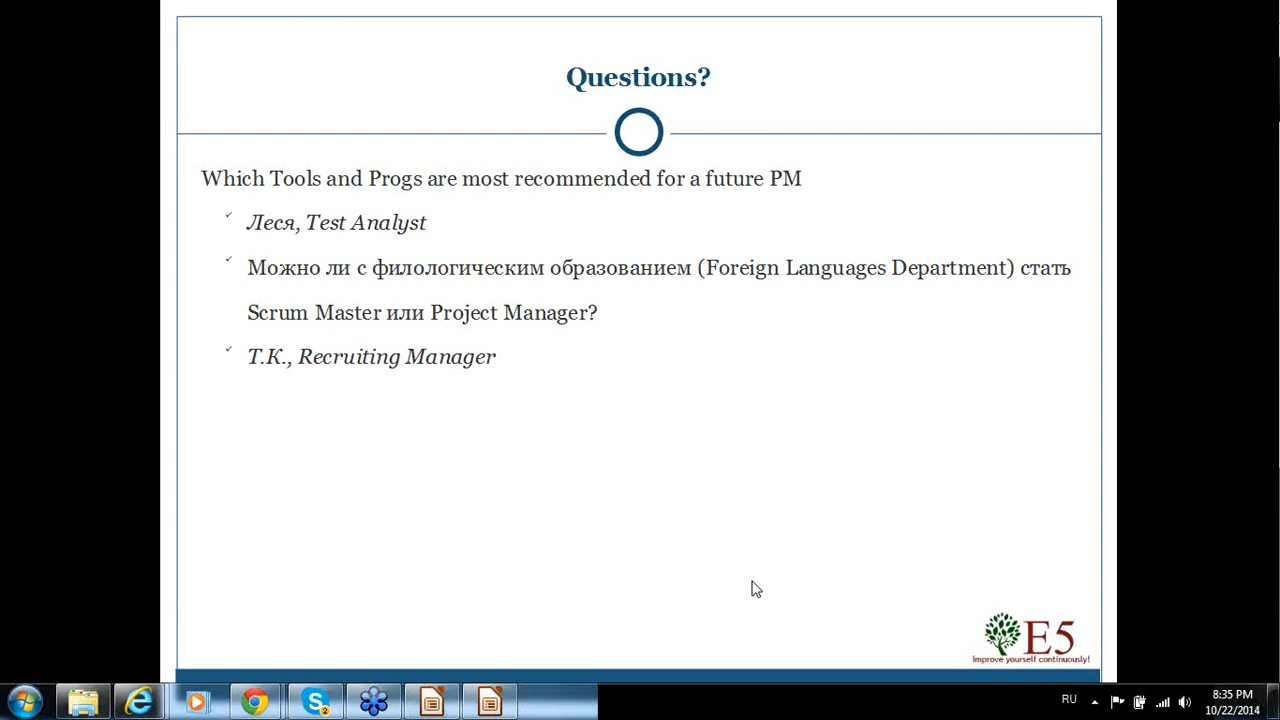 Questions?
Which Tools and Progs are most recommended for a future PM
Леся, Test Analyst
Можно ли с филологическим образованием (Foreign Languages Department) стать
Scrum Master или Project Manager?
Т.К., Recruiting Manager
E5
Improve yourself continuously!
2
RU
8:35 PM
10/22/2014